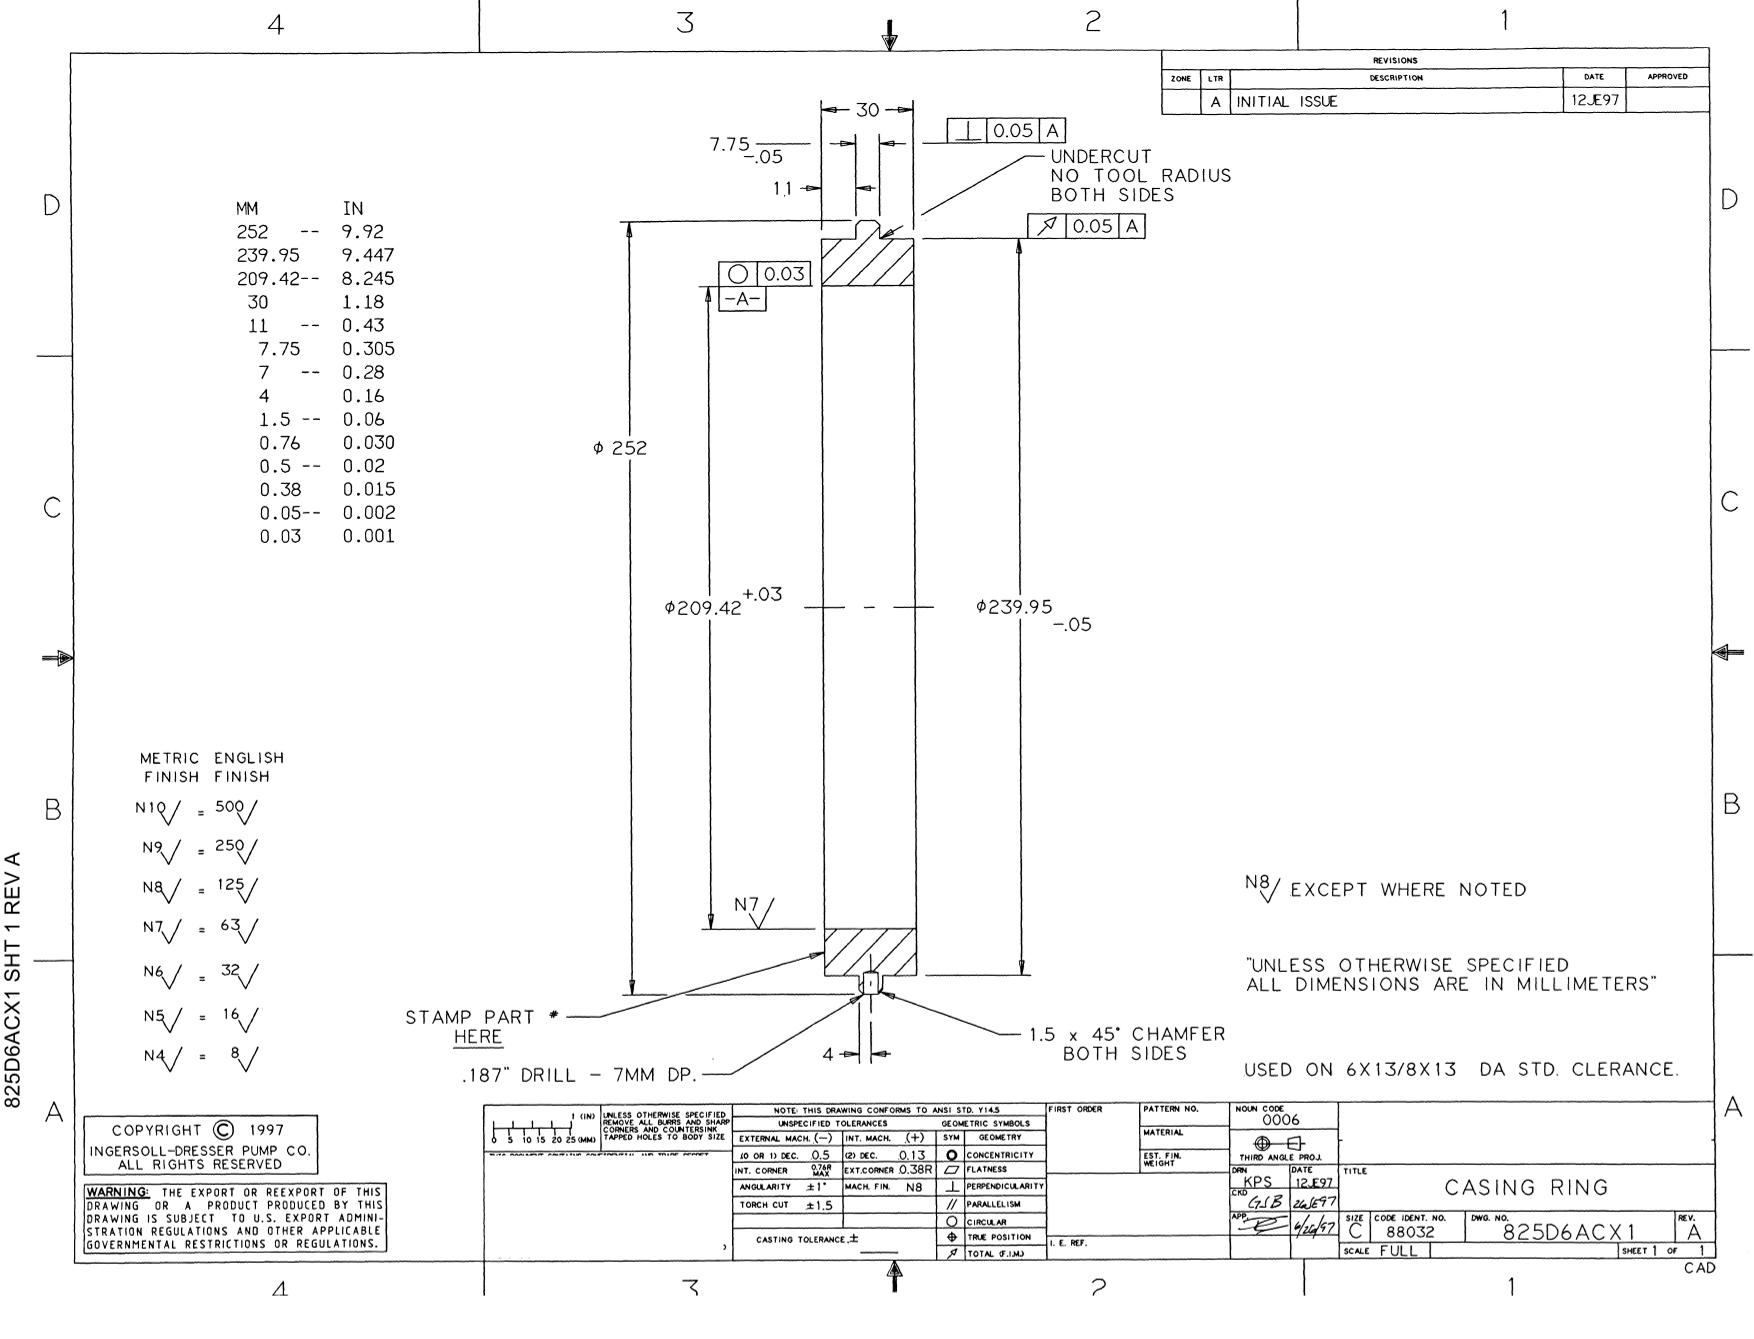 4 3 2 1
REVISIONS
ZONE LTR DESCRIPTION DATE APPROVED
A INITIAL ISSUE 12JE97
30
⊥ 0.05 A
7.75 -.05
UNDERCUT
NO TOOL RADIUS
BOTH SIDES
11
↗ 0.05 A
D D
MM IN
252 -- 9.92
239.95 9.447
209.42-- 8.245
30 1.18
11 -- 0.43
7.75 0.305
7 -- 0.28
4 0.16
1.5 -- 0.06
0.76 0.030
0.5 -- 0.02
0.38 0.015
0.05-- 0.002
0.03 0.001
○ 0.03
-A-
C C
ϕ 252
ϕ209.42 +.03
ϕ239.95 -.05
METRIC ENGLISH
FINISH FINISH
N10√ = 500√
N9√ = 250√
N8√ = 125√
N7√ = 63√
N6√ = 32√
N5√ = 16√
N4√ = 8√
B B
825D6ACX1 SHT 1 REV A
N7√
N8√ EXCEPT WHERE NOTED
"UNLESS OTHERWISE SPECIFIED
ALL DIMENSIONS ARE IN MILLIMETERS"
STAMP PART #
HERE
1.5 x 45° CHAMFER
BOTH SIDES
4
.187" DRILL - 7MM DP.
USED ON 6X13/8X13 DA STD. CLERANCE.
A A
COPYRIGHT © 1997
INGERSOLL-DRESSER PUMP CO.
ALL RIGHTS RESERVED
WARNING: THE EXPORT OR REEXPORT OF THIS
DRAWING OR A PRODUCT PRODUCED BY THIS
DRAWING IS SUBJECT TO U.S. EXPORT ADMINI-
STRATION REGULATIONS AND OTHER APPLICABLE
GOVERNMENTAL RESTRICTIONS OR REGULATIONS.
1 (IN)
0 5 10 15 20 25 (MM)
UNLESS OTHERWISE SPECIFIED
REMOVE ALL BURRS AND SHARP
CORNERS AND COUNTERSINK
TAPPED HOLES TO BODY SIZE
NOTE: THIS DRAWING CONFORMS TO ANSI STD. Y14.5
UNSPECIFIED TOLERANCES GEOMETRIC SYMBOLS
EXTERNAL MACH. (-) INT. MACH. (+) SYM GEOMETRY
(0 OR 1) DEC. 0.5 (2) DEC. 0.13 CONCENTRICITY
INT. CORNER 0.76R MAX EXT.CORNER 0.38R FLATNESS
ANGULARITY ±1° MACH. FIN. N8 ⊥ PERPENDICULARITY
TORCH CUT ±1.5 // PARALLELISM
○ CIRCULAR
CASTING TOLERANCE,± ⌖ TRUE POSITION
↗ TOTAL (F.I.M.)
FIRST ORDER
I. E. REF.
PATTERN NO.
MATERIAL
EST. FIN.
WEIGHT
NOUN CODE
0006
THIRD ANGLE PROJ.
DRN KPS DATE 12JE97
CKD GSB 26JE97
APP. 6/26/97
TITLE
CASING RING
SIZE C CODE IDENT. NO. 88032 DWG. NO. 825D6ACX1 REV. A
SCALE FULL SHEET 1 OF 1
CAD
4 3 2 1